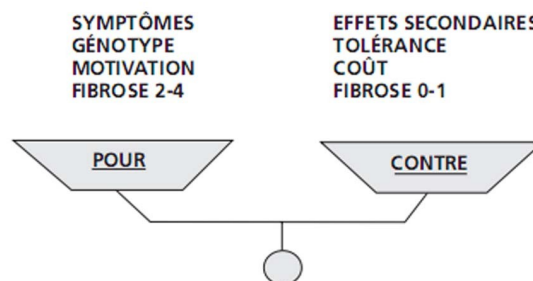 SYMPTÔMES
GÉNOTYPE
MOTIVATION
FIBROSE 2-4
EFFETS SECONDAIRES
TOLÉRANCE
COÛT
FIBROSE 0-1
POUR
CONTRE